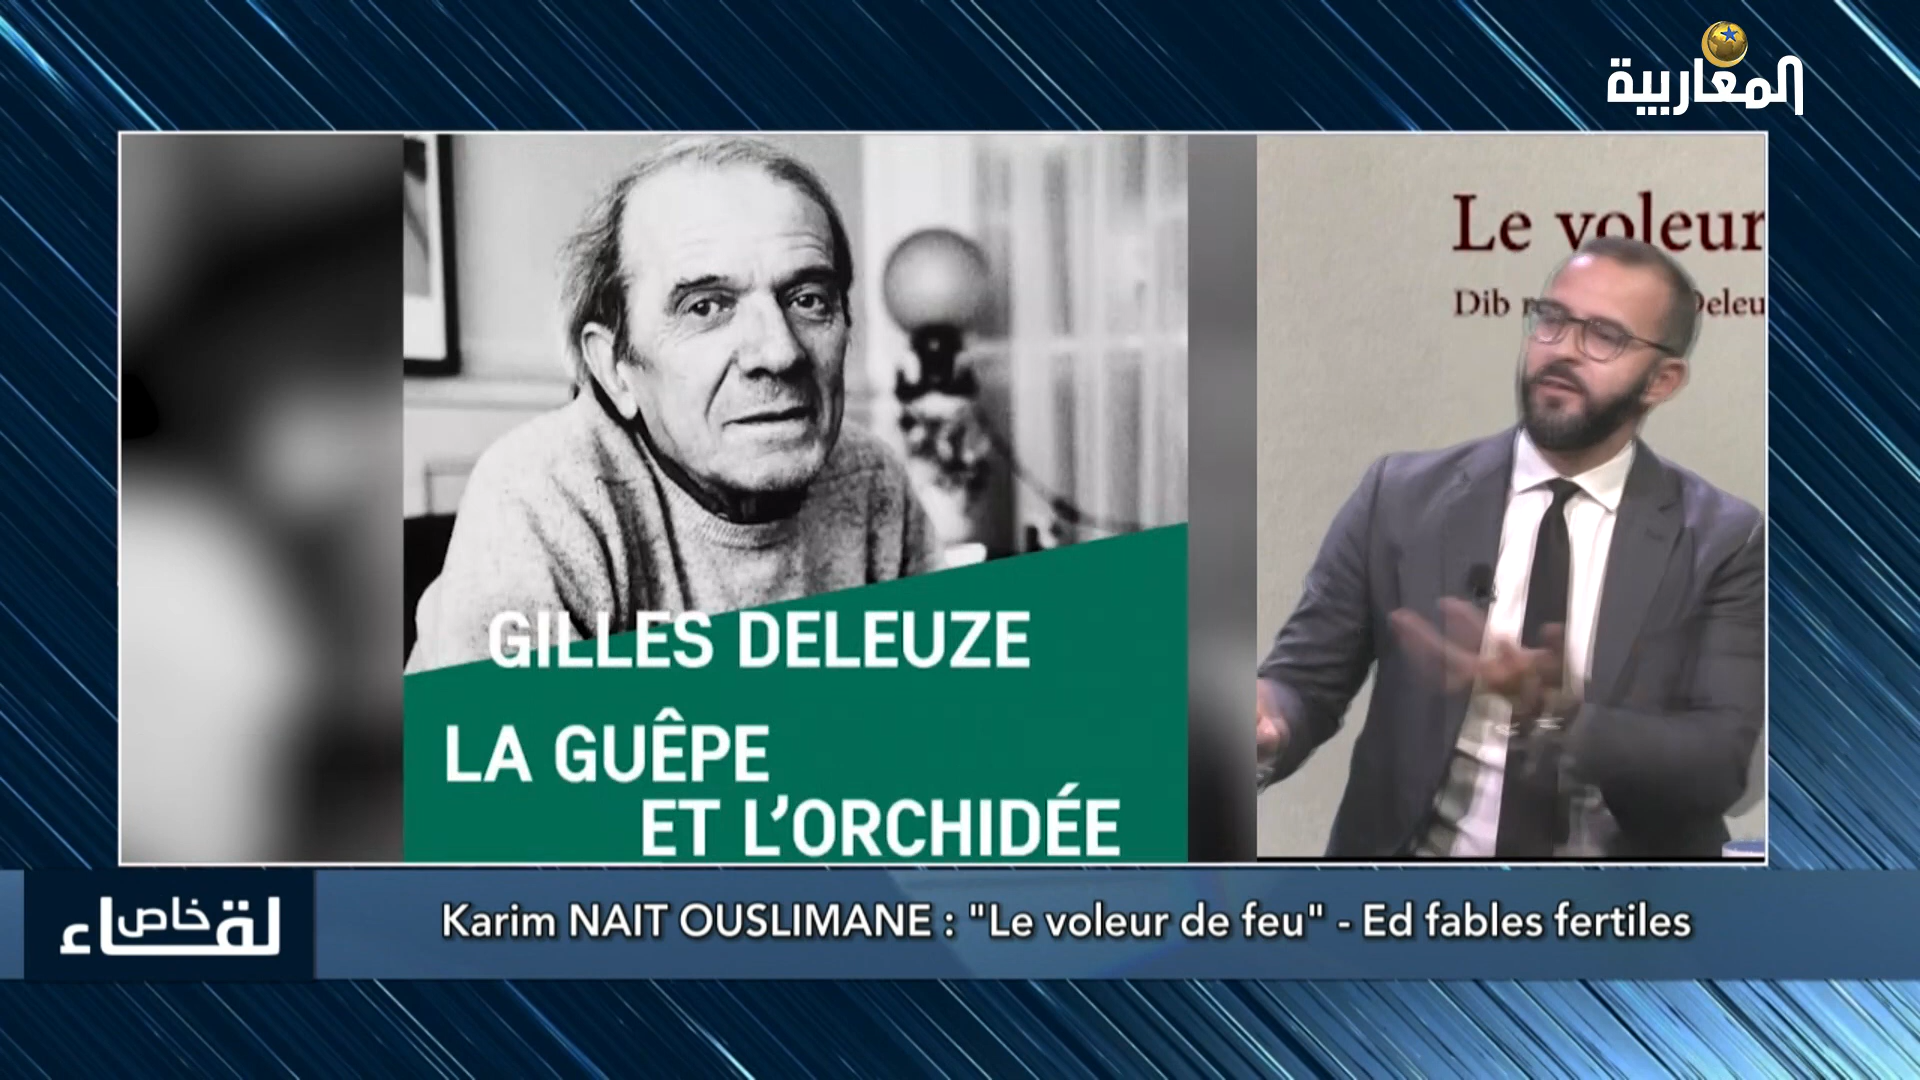 المغاربية
Le voleur
Dib Deleu
GILLES DELEUZE
LA GUÊPE
ET L'ORCHIDÉE
لقاء خاص
Karim NAIT OUSLIMANE : "Le voleur de feu" - Ed fables fertiles